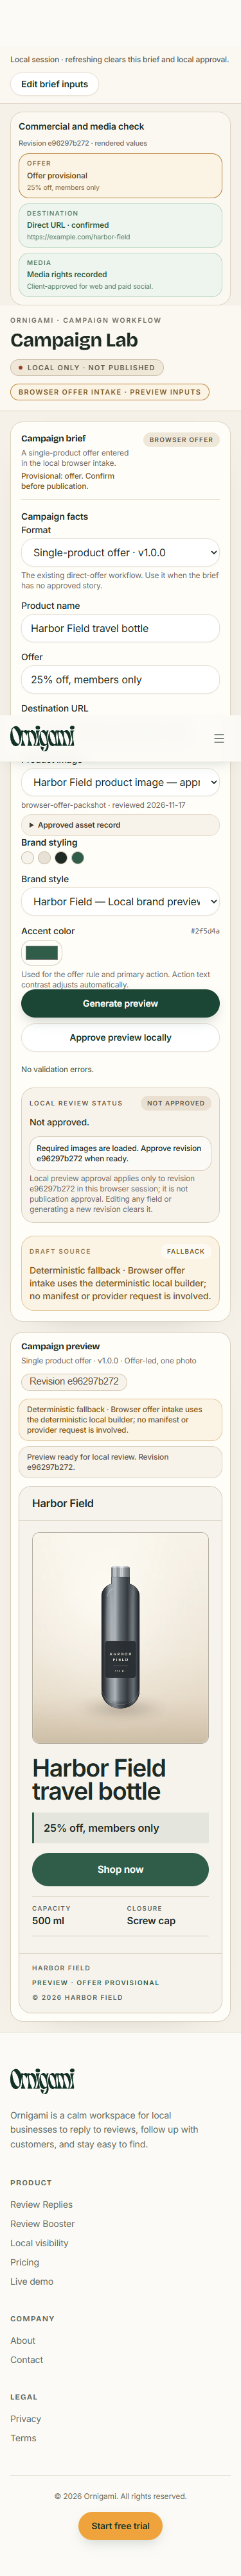 Local session · refreshing clears this brief and local approval.
Edit brief inputs
Commercial and media check
Revision e96297b272 · rendered values
OFFER
Offer provisional
25% off, members only
DESTINATION
Direct URL · confirmed
https://example.com/harbor-field
MEDIA
Media rights recorded
Client-approved for web and paid social.
ORNIGAMI · CAMPAIGN WORKFLOW
Campaign Lab
LOCAL ONLY · NOT PUBLISHED
BROWSER OFFER INTAKE · PREVIEW INPUTS
Campaign brief
BROWSER OFFER
A single-product offer entered
in the local browser intake.
Provisional: offer. Confirm
before publication.
Campaign facts
Format
Single-product offer · v1.0.0
The existing direct-offer workflow. Use it when the brief
has no approved story.
Product name
Harbor Field travel bottle
Offer
25% off, members only
Destination URL
Ornigami
Harbor Field product image — appr
browser-offer-packshot · reviewed 2026-11-17
Approved asset record
Brand styling
Brand style
Harbor Field — Local brand preview
Accent color
#2f5d4a
Used for the offer rule and primary action. Action text
contrast adjusts automatically.
Generate preview
Approve preview locally
No validation errors.
LOCAL REVIEW STATUS
NOT APPROVED
Not approved.
Required images are loaded. Approve revision
e96297b272 when ready.
Local preview approval applies only to revision
e96297b272 in this browser session; it is not
publication approval. Editing any field or
generating a new revision clears it.
DRAFT SOURCE
FALLBACK
Deterministic fallback · Browser offer
intake uses the deterministic local builder;
no manifest or provider request is involved.
Campaign preview
Single product offer · v1.0.0 · Offer-led, one photo
Revision e96297b272
Deterministic fallback · Browser offer intake uses
the deterministic local builder; no manifest or
provider request is involved.
Preview ready for local review. Revision
e96297b272.
Harbor Field
HARBOR
FIELD
Harbor Field
travel bottle
25% off, members only
Shop now
CAPACITY
500 ml
CLOSURE
Screw cap
HARBOR FIELD
PREVIEW · OFFER PROVISIONAL
© 2026 HARBOR FIELD
Ornigami
Ornigami is a calm workspace for local
businesses to reply to reviews, follow up with
customers, and stay easy to find.
PRODUCT
Review Replies
Review Booster
Local visibility
Pricing
Live demo
COMPANY
About
Contact
LEGAL
Privacy
Terms
© 2026 Ornigami. All rights reserved.
Start free trial